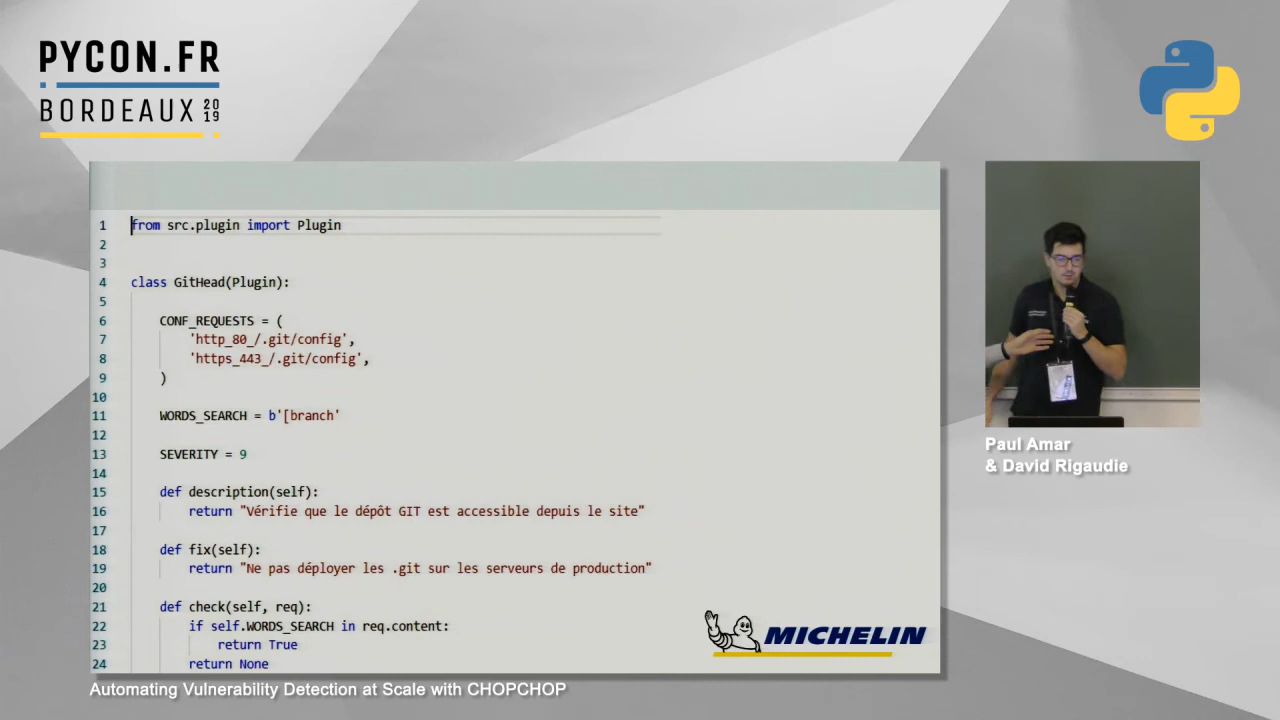 PYCON.FR
BORDEAUX 2019
1 from src.plugin import Plugin
2
3
4 class GitHead(Plugin):
5
6 CONF_REQUESTS = (
7 'http_80_/.git/config',
8 'https_443_/.git/config',
9 )
10
11 WORDS_SEARCH = b'[branch'
12
13 SEVERITY = 9
14
15 def description(self):
16 return "Vérifie que le dépôt GIT est accessible depuis le site"
17
18 def fix(self):
19 return "Ne pas déployer les .git sur les serveurs de production"
20
21 def check(self, req):
22 if self.WORDS_SEARCH in req.content:
23 return True
24 return None
MICHELIN
Paul Amar
& David Rigaudie
Automating Vulnerability Detection at Scale with CHOPCHOP